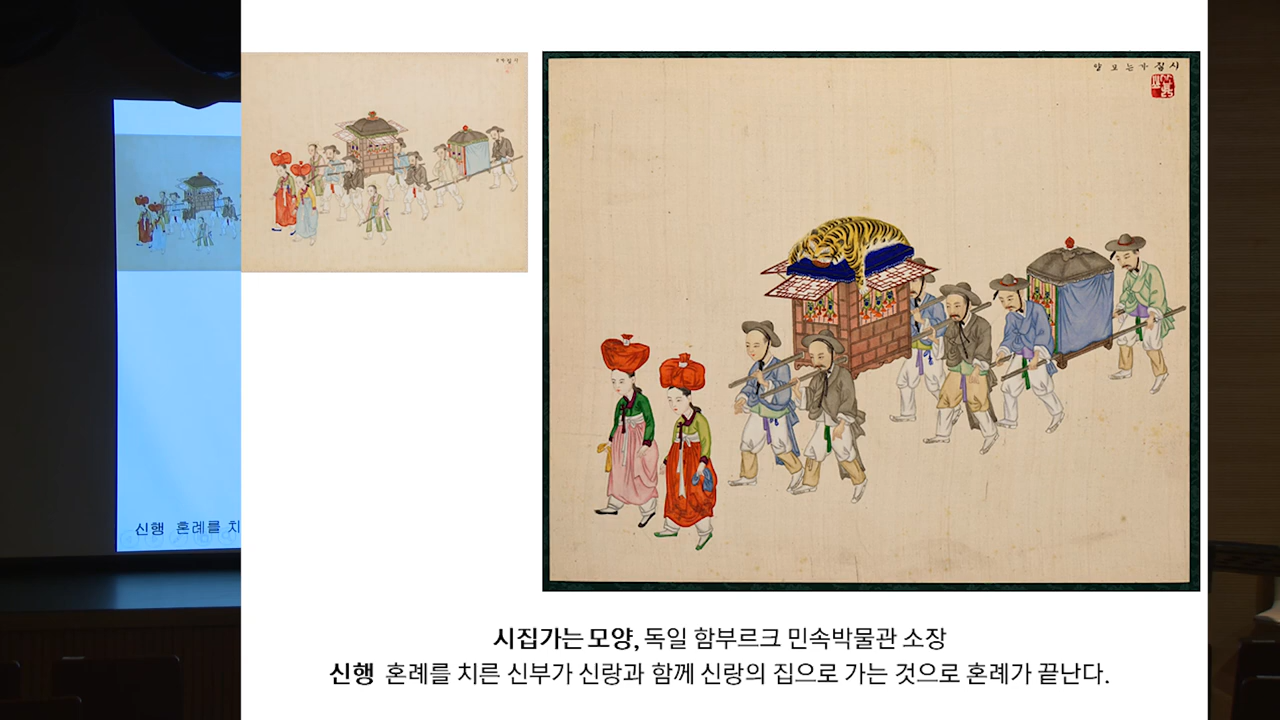 시집가는모양
시집가는 모양, 독일 함부르크 민속박물관 소장
신행 혼례를 치른 신부가 신랑과 함께 신랑의 집으로 가는 것으로 혼례가 끝난다.
신행 혼례를 치